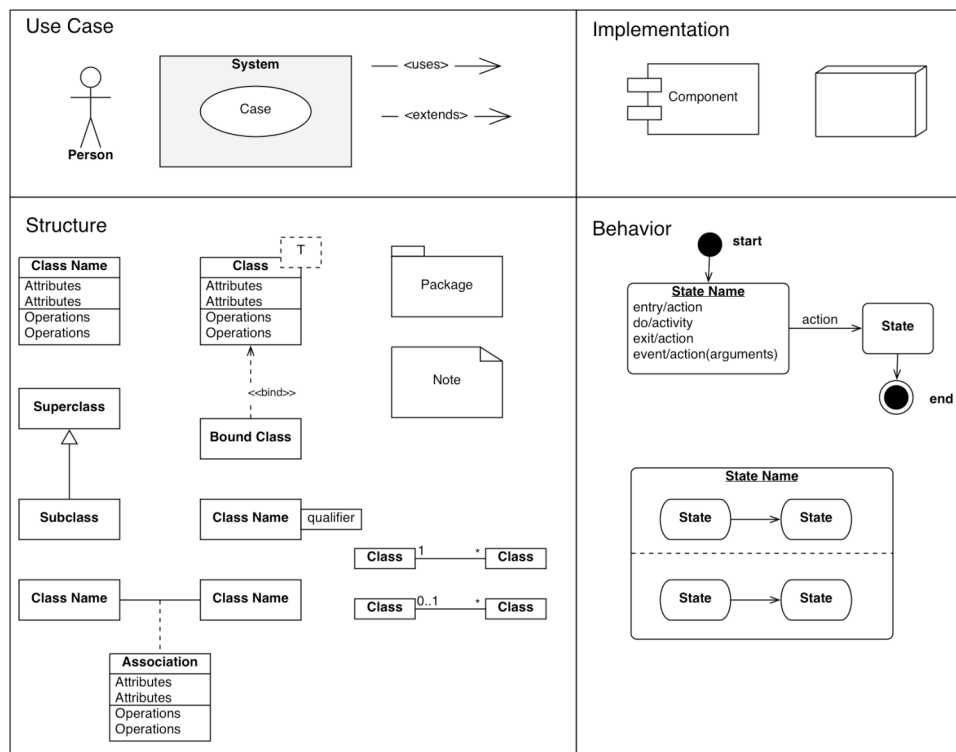 Use Case
System
Case
<uses>
<extends>
Person
Implementation
Component
Structure
Class Name
Attributes
Attributes
Operations
Operations
T
Class
Attributes
Attributes
Operations
Operations
<<bind>>
Bound Class
Package
Note
Superclass
Subclass
Class Name
qualifier
Class
1
*
Class
Class
0..1
*
Class
Class Name
Class Name
Association
Attributes
Attributes
Operations
Operations
Behavior
start
State Name
entry/action
do/activity
exit/action
event/action(arguments)
action
State
end
State Name
State
State
State
State